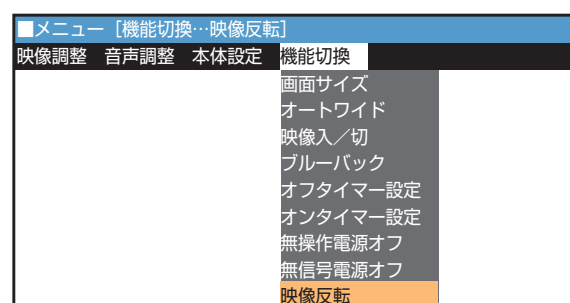 ■メニュー［機能切換…映像反転］
映像調整 音声調整 本体設定 機能切換
画面サイズ
オートワイド
映像入／切
ブルーバック
オフタイマー設定
オンタイマー設定
無操作電源オフ
無信号電源オフ
映像反転